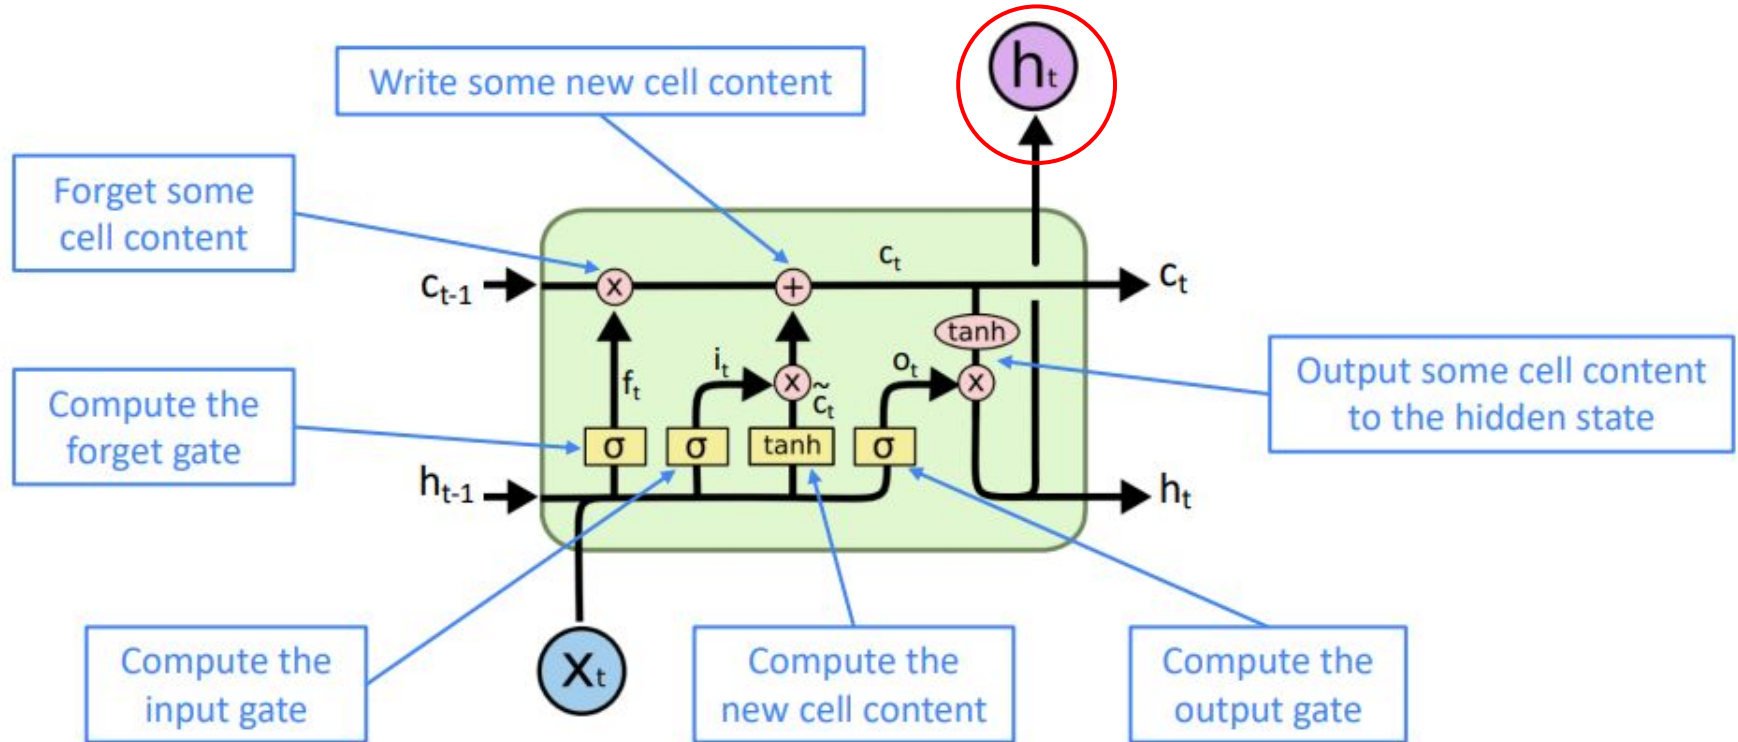 hₜ
Write some new cell content
Forget some
cell content
cₜ
cₜ₋₁
x
+
cₜ
tanh
iₜ
oₜ
fₜ
x
c̃ₜ
x
Output some cell content
to the hidden state
Compute the
forget gate
σ
σ
tanh
σ
hₜ₋₁
hₜ
Xₜ
Compute the
input gate
Compute the
new cell content
Compute the
output gate